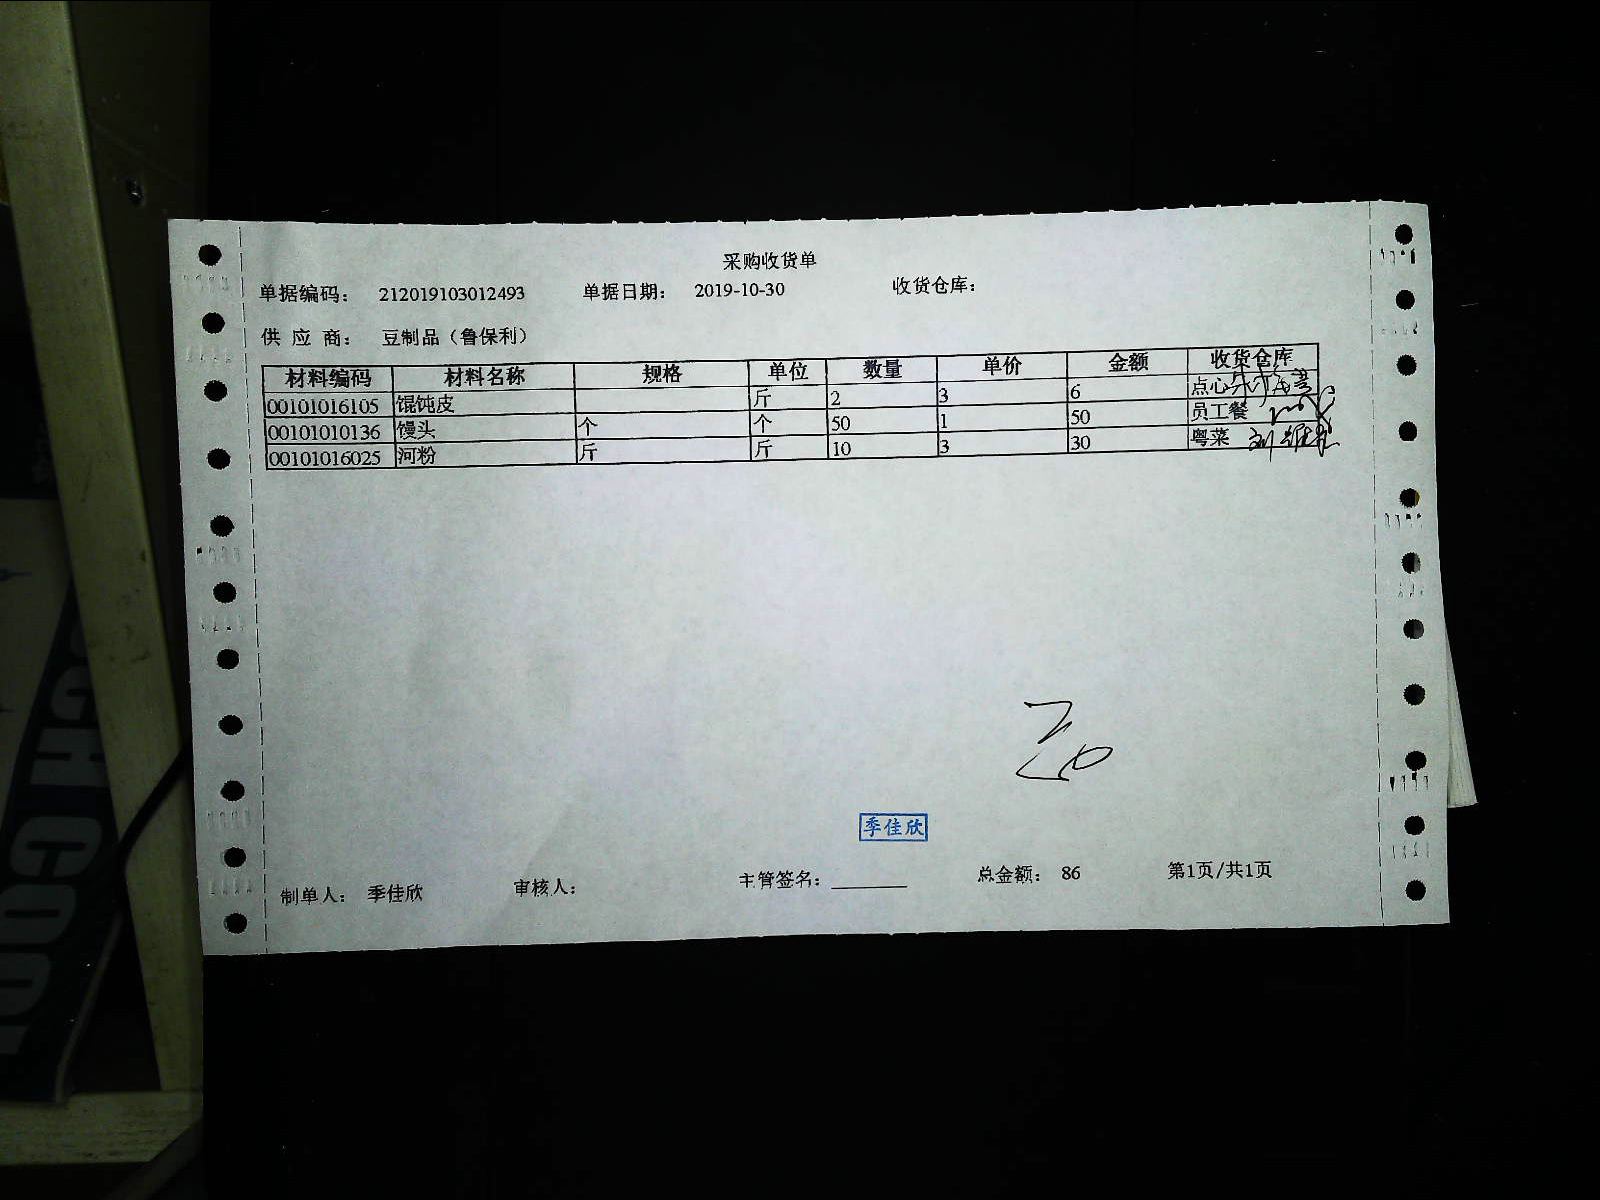 采购收货单
单据编码： 212019103012493 单据日期： 2019-10-30 收货仓库：
供 应 商： 豆制品（鲁保利）
材料编码 材料名称 规格 单位 数量 单价 金额 收货仓库
00101016105 馄饨皮 斤 2 3 6 点心
00101010136 馒头 个 个 50 1 50 员工餐
00101016025 河粉 斤 斤 10 3 30 粤菜
季佳欣
制单人： 季佳欣 审核人： 主管签名： 总金额： 86 第1页/共1页